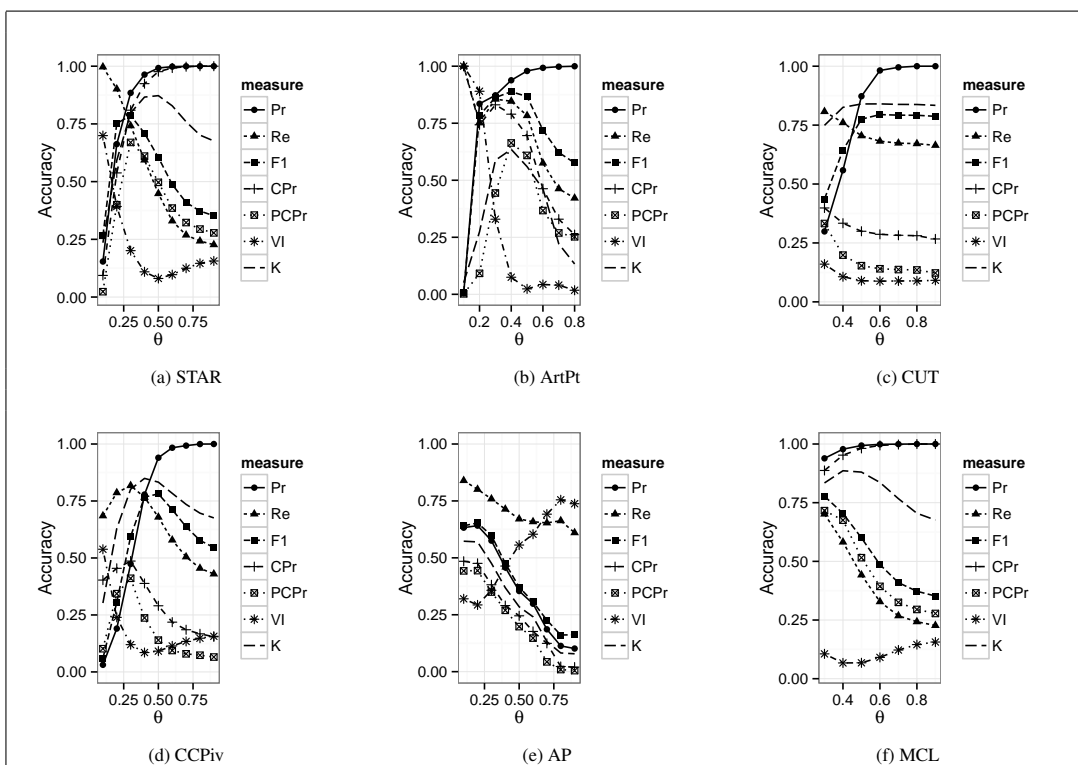 1.00
0.75
0.50
0.25
0.00
Accuracy
0.25 0.50 0.75
θ
measure
Pr
Re
F1
CPr
PCPr
VI
K
(a) STAR
1.00
0.75
0.50
0.25
0.00
Accuracy
0.2 0.4 0.6 0.8
θ
measure
Pr
Re
F1
CPr
PCPr
VI
K
(b) ArtPt
1.00
0.75
0.50
0.25
0.00
Accuracy
0.4 0.6 0.8
θ
measure
Pr
Re
F1
CPr
PCPr
VI
K
(c) CUT
1.00
0.75
0.50
0.25
0.00
Accuracy
0.25 0.50 0.75
θ
measure
Pr
Re
F1
CPr
PCPr
VI
K
(d) CCPiv
1.00
0.75
0.50
0.25
0.00
Accuracy
0.25 0.50 0.75
θ
measure
Pr
Re
F1
CPr
PCPr
VI
K
(e) AP
1.00
0.75
0.50
0.25
0.00
Accuracy
0.4 0.6 0.8
θ
measure
Pr
Re
F1
CPr
PCPr
VI
K
(f) MCL